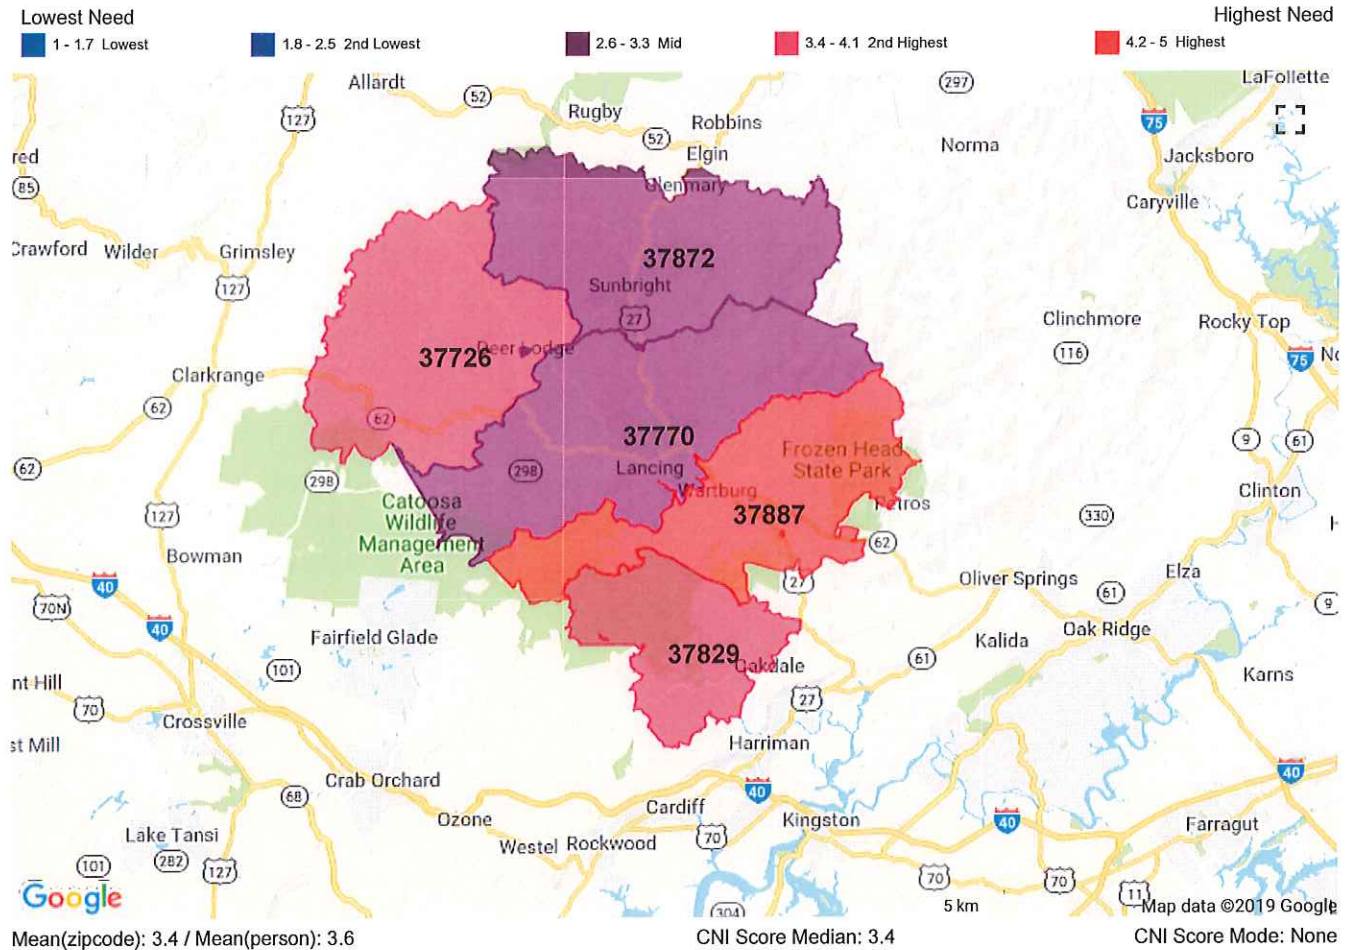 Lowest Need
Highest Need
1 - 1.7 Lowest
1.8 - 2.5 2nd Lowest
2.6 - 3.3 Mid
3.4 - 4.1 2nd Highest
4.2 - 5 Highest
Allardt
52
297
LaFollette
127
Rugby
52
Robbins
75
Norma
Elgin
Jacksboro
red
85
Glenmary
Caryville
Crawford
Wilder
Grimsley
37872
127
Sunbright
27
Clinchmore
Rocky Top
37726
Deer Lodge
116
75
Clarkrange
62
62
9
61
37770
Frozen Head
State Park
62
298
298
Lancing
Wartburg
Clinton
Catoosa
Wildlife
Management
Area
37887
Petros
127
330
62
Bowman
40
27
Oliver Springs
Elza
61
70N
9
40
Fairfield Glade
Kalida
Oak Ridge
101
37829
Oakdale
61
Karns
nt Hill
70
27
Crossville
st Mill
Harriman
Crab Orchard
40
40
68
Cardiff
Ozone
70
Kingston
40
Farragut
Lake Tansi
Westel
Rockwood
101
282
127
70
70
11
Google
304
5 km
Map data ©2019 Google
Mean(zipcode): 3.4 / Mean(person): 3.6
CNI Score Median: 3.4
CNI Score Mode: None